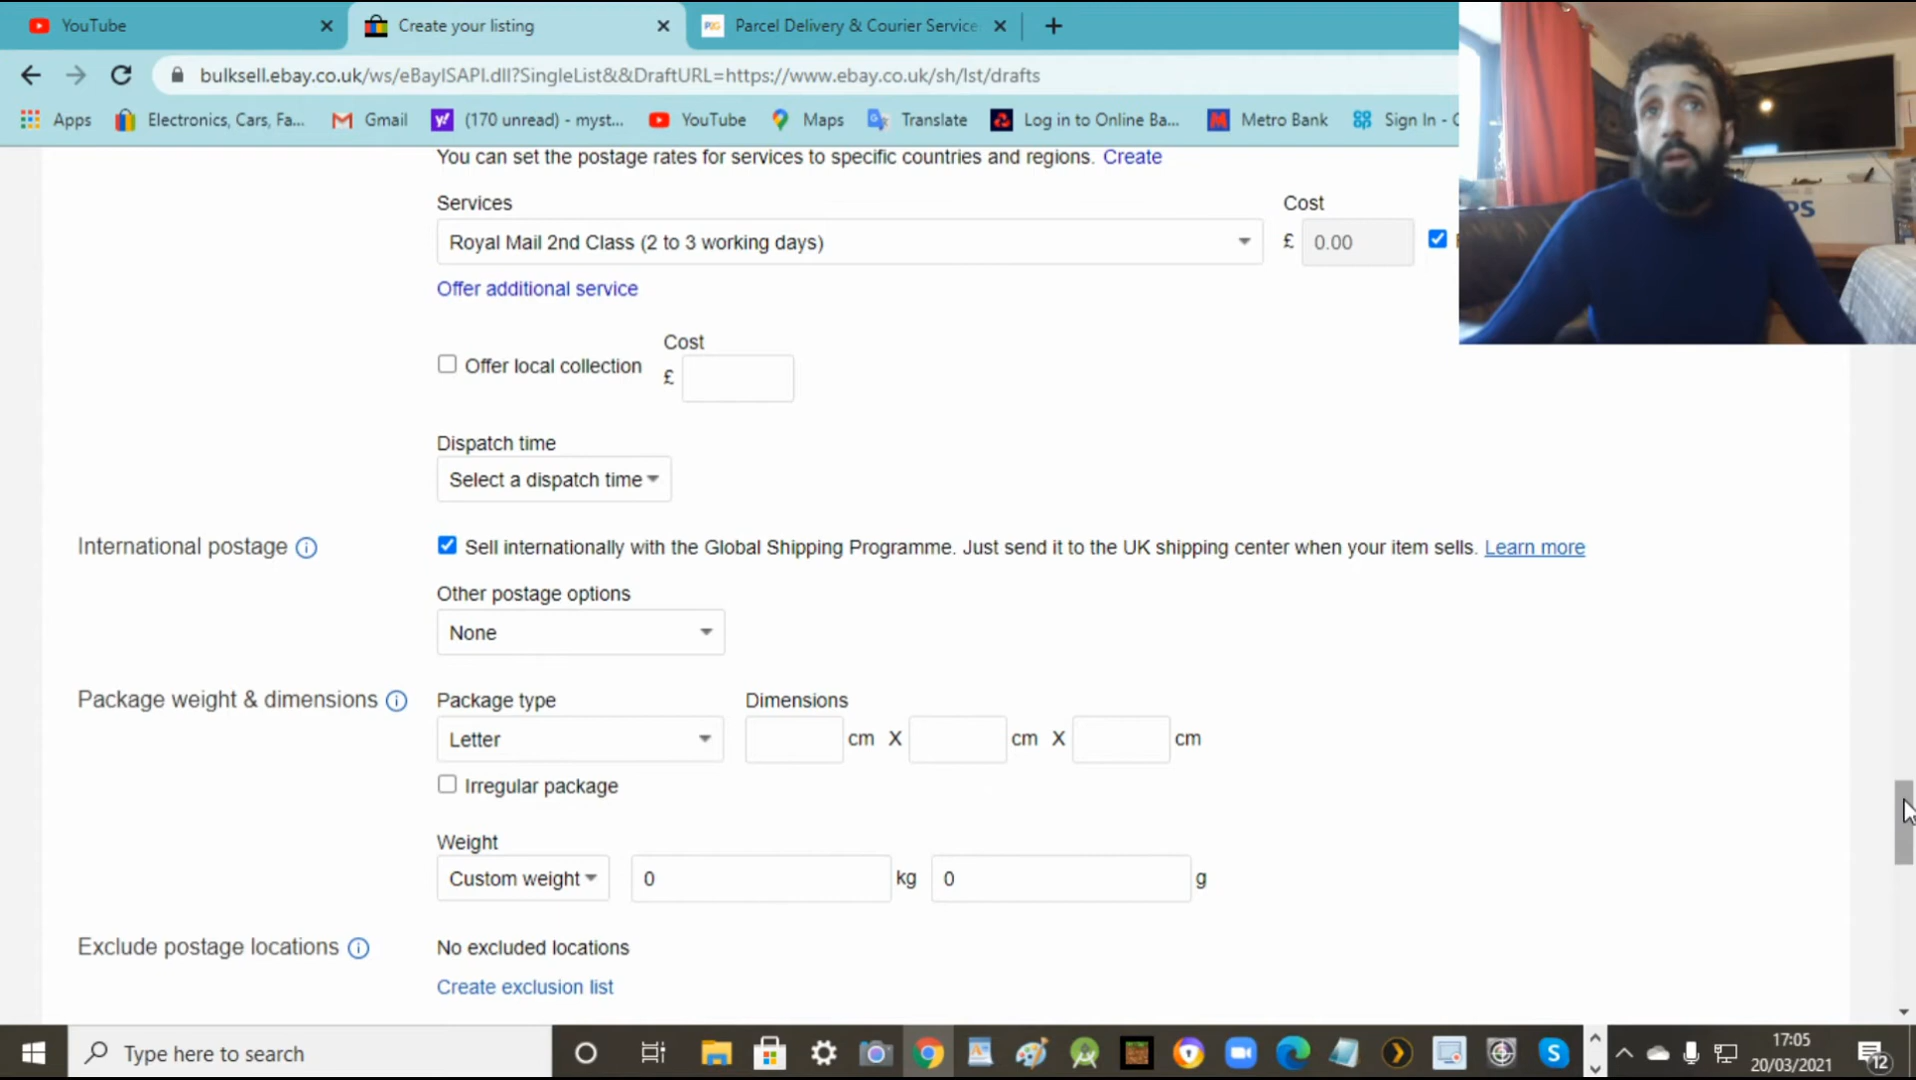 YouTube
Create your listing
Parcel Delivery & Courier Service
bulksell.ebay.co.uk/ws/eBayISAPI.dll?SingleList&&DraftURL=https://www.ebay.co.uk/sh/lst/drafts
Apps
Electronics, Cars, Fa...
Gmail
(170 unread) - myst...
YouTube
Maps
Translate
Log in to Online Ba...
Metro Bank
Sign In -
You can set the postage rates for services to specific countries and regions. Create
Services
Cost
Royal Mail 2nd Class (2 to 3 working days)
£ 0.00
Offer additional service
Cost
Offer local collection
£
Dispatch time
Select a dispatch time
International postage
Sell internationally with the Global Shipping Programme. Just send it to the UK shipping center when your item sells. Learn more
Other postage options
None
Package weight & dimensions
Package type
Dimensions
Letter
cm X cm X cm
Irregular package
Weight
Custom weight
0 kg 0 g
Exclude postage locations
No excluded locations
Create exclusion list
Type here to search
17:05
20/03/2021
12